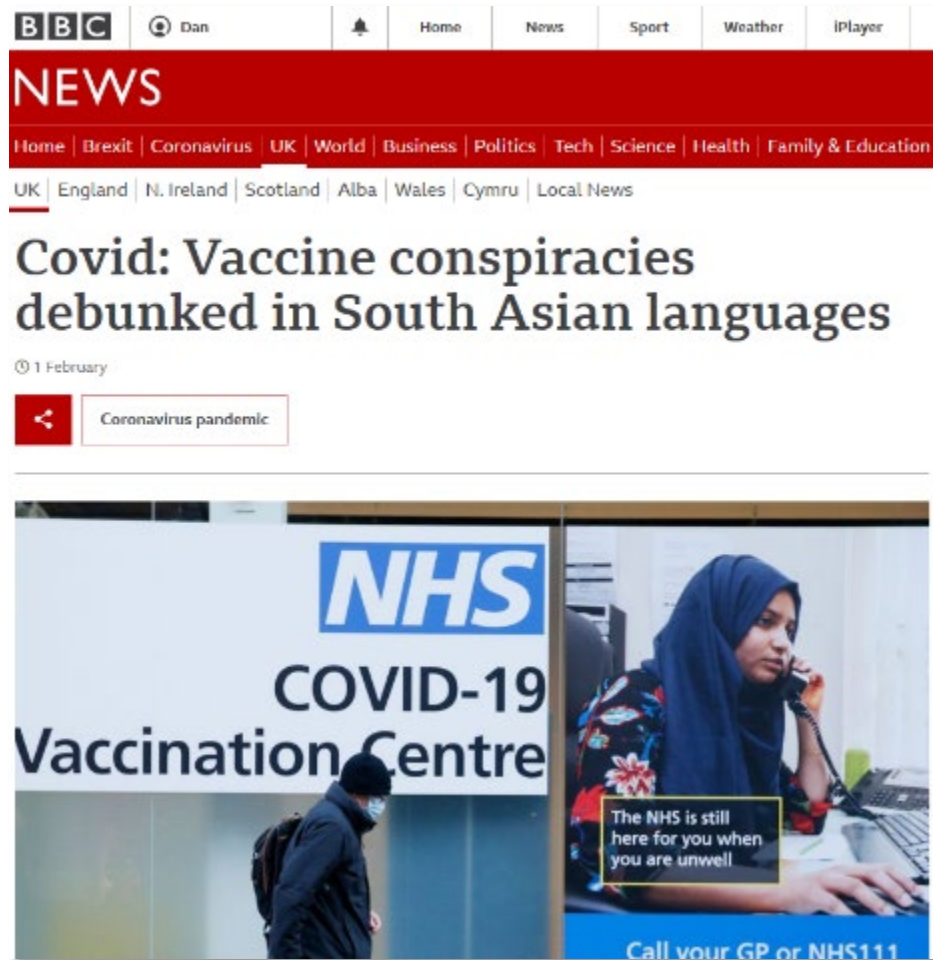 BBC Dan Home News Sport Weather iPlayer
NEWS
Home Brexit Coronavirus UK World Business Politics Tech Science Health Family & Education
UK England N. Ireland Scotland Alba Wales Cymru Local News
Covid: Vaccine conspiracies
debunked in South Asian languages
1 February
Coronavirus pandemic
NHS
COVID-19
Vaccination Centre
The NHS is still
here for you when
you are unwell
Call your GP or NHS111